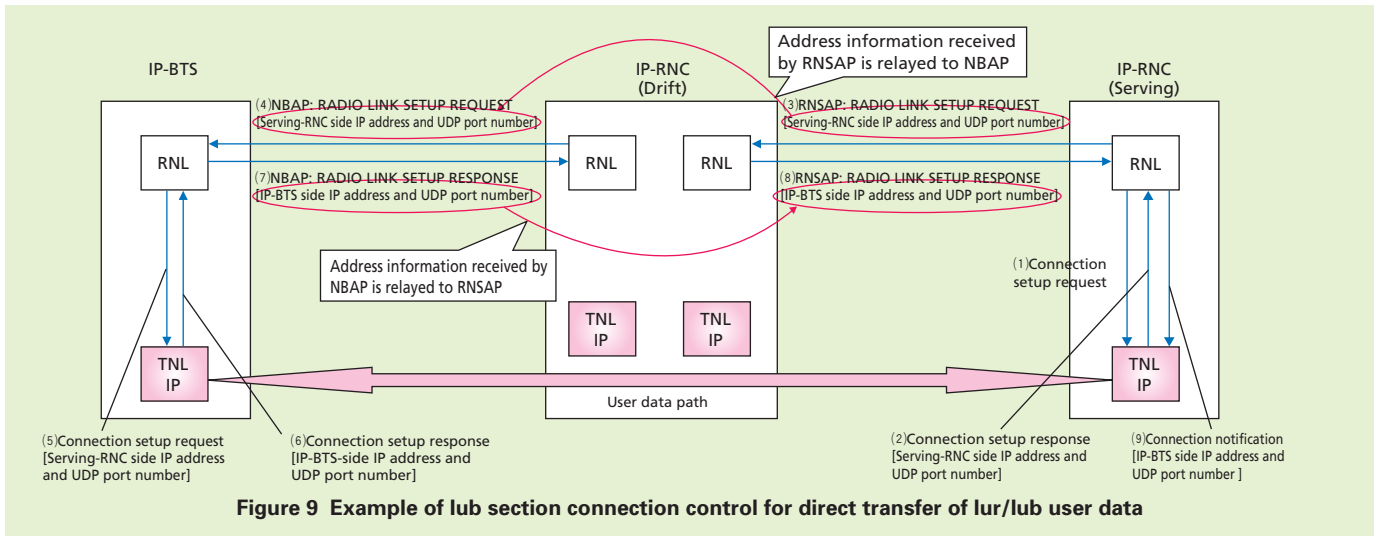 Address information received
by RNSAP is relayed to NBAP
IP-BTS
IP-RNC
(Drift)
IP-RNC
(Serving)
(4)NBAP: RADIO LINK SETUP REQUEST
[Serving-RNC side IP address and UDP port number]
(3)RNSAP: RADIO LINK SETUP REQUEST
[Serving-RNC side IP address and UDP port number]
RNL
RNL
RNL
RNL
(7)NBAP: RADIO LINK SETUP RESPONSE
[IP-BTS side IP address and UDP port number]
(8)RNSAP: RADIO LINK SETUP RESPONSE
[IP-BTS side IP address and UDP port number]
Address information received by
NBAP is relayed to RNSAP
(1)Connection
setup request
TNL
IP
TNL
IP
TNL
IP
TNL
IP
User data path
(5)Connection setup request
[Serving-RNC side IP address
and UDP port number]
(6)Connection setup response
[IP-BTS-side IP address and
UDP port number]
(2)Connection setup response
[Serving-RNC side IP address and
UDP port number]
(9)Connection notification
[IP-BTS side IP address and
UDP port number ]
Figure 9 Example of lub section connection control for direct transfer of lur/lub user data